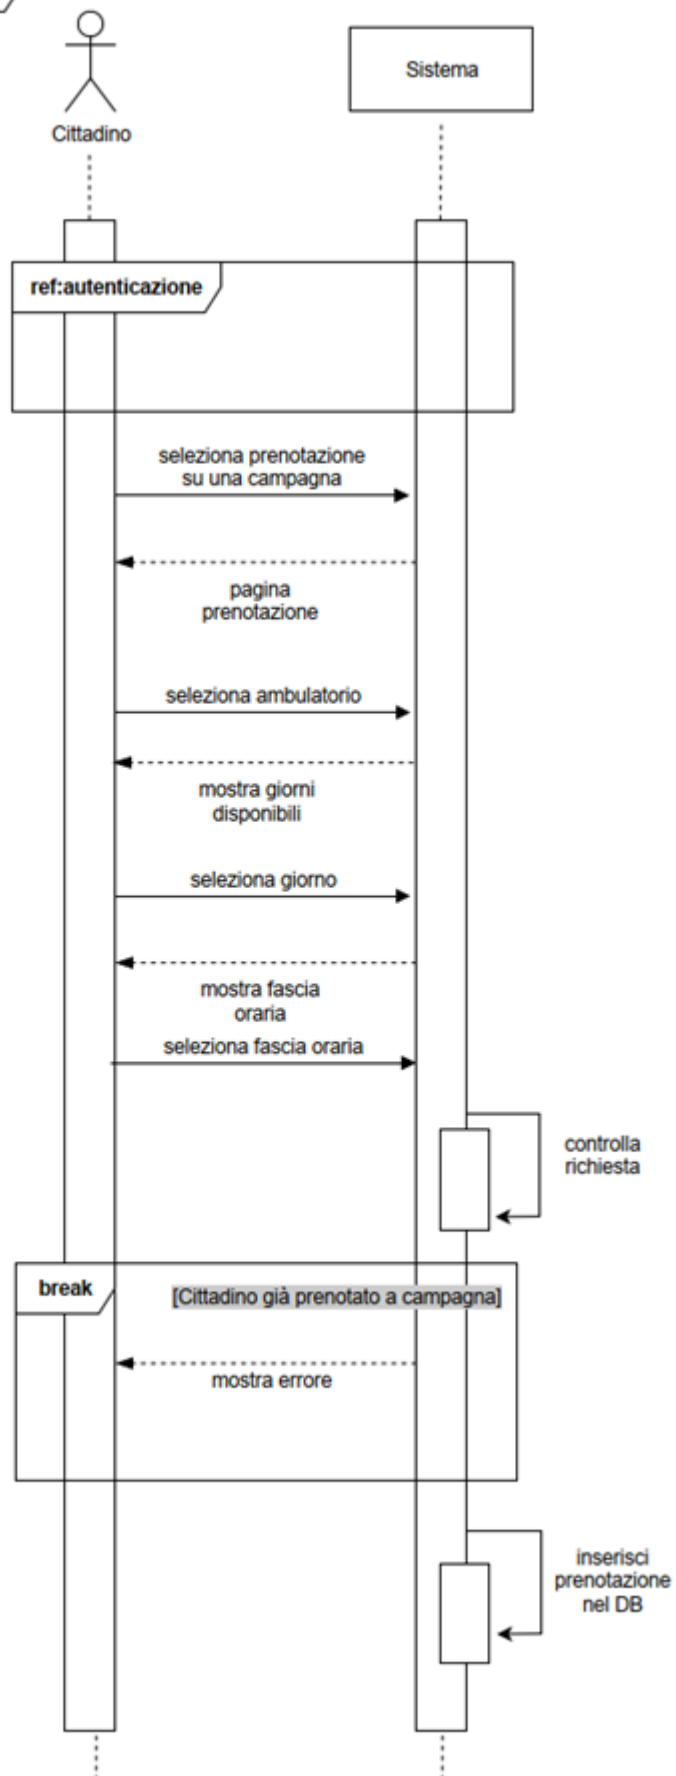 Cittadino
Sistema
ref:autenticazione
seleziona prenotazione
su una campagna
pagina
prenotazione
seleziona ambulatorio
mostra giorni
disponibili
seleziona giorno
mostra fascia
oraria
seleziona fascia oraria
controlla
richiesta
break
[Cittadino già prenotato a campagna]
mostra errore
inserisci
prenotazione
nel DB